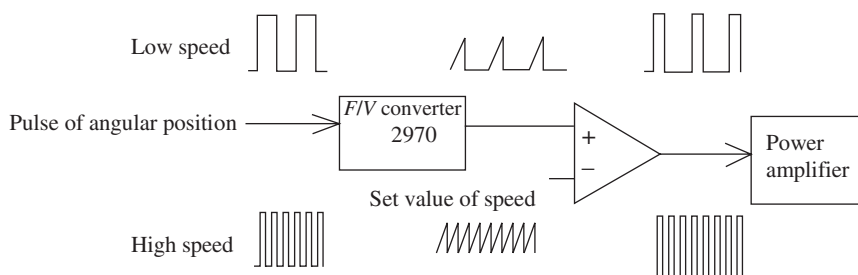 Low speed
Pulse of angular position
F/V converter
2970
+
−
Set value of speed
Power
amplifier
High speed